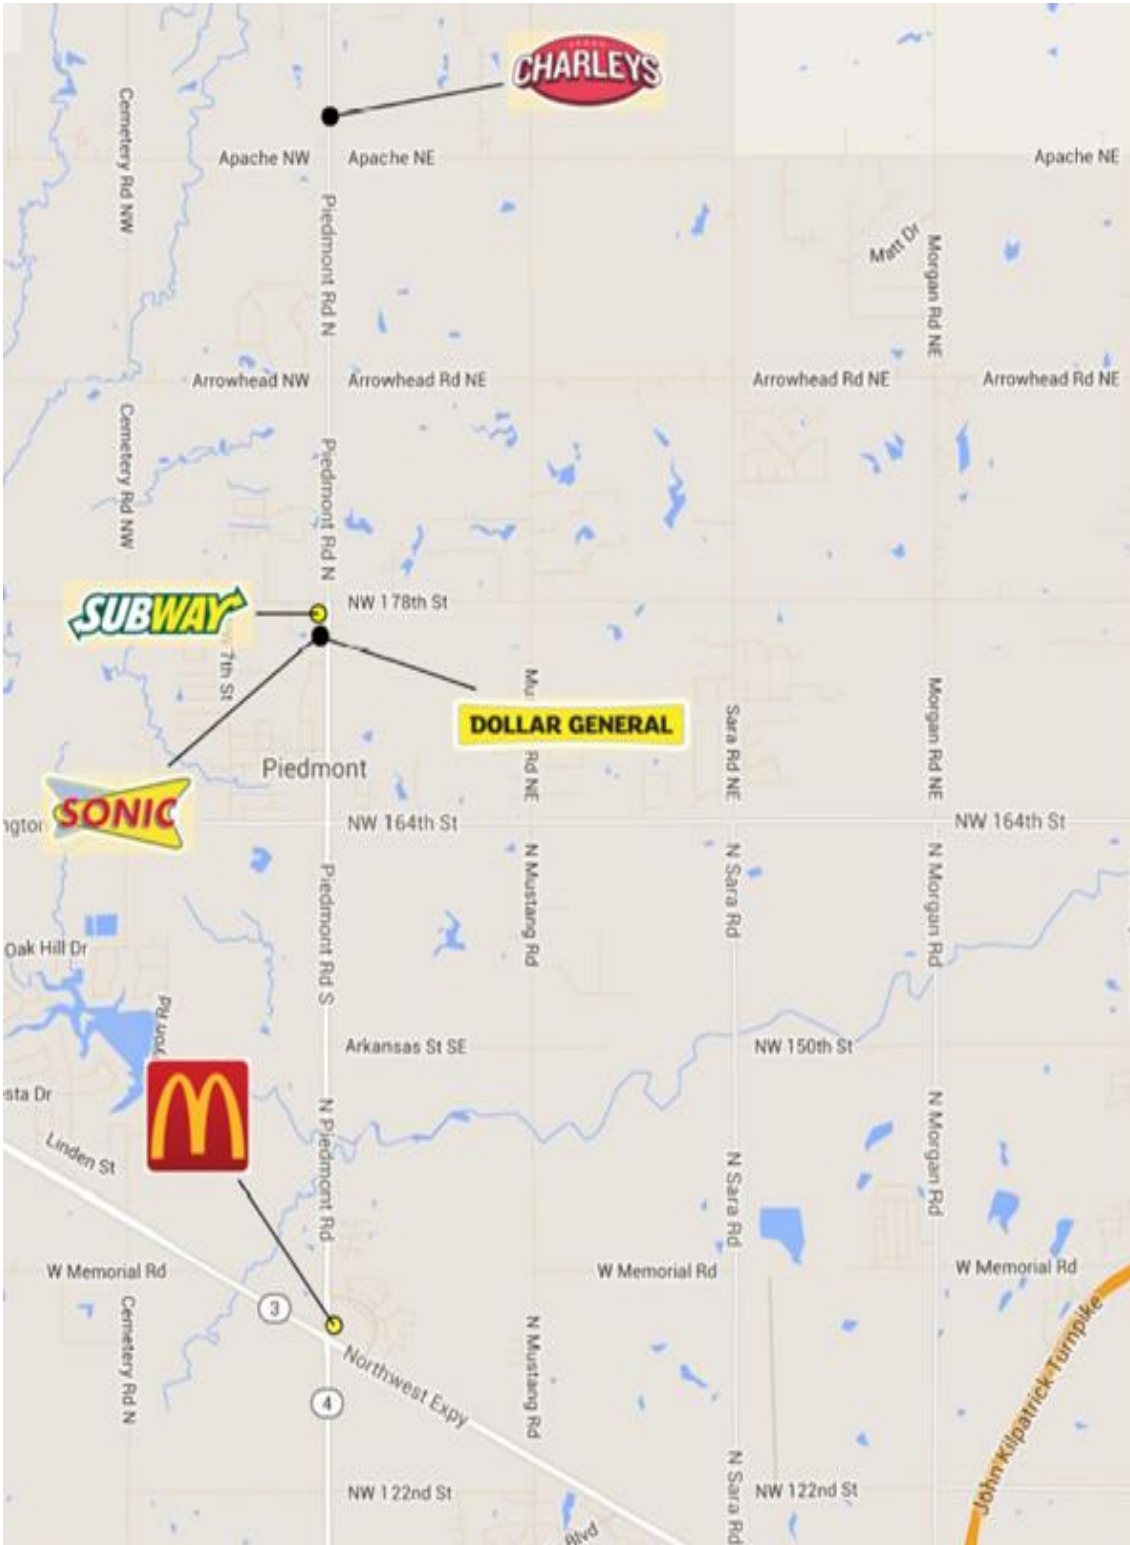 CHARLEYS
Cemetery Rd NW
Apache NW
Apache NE
Apache NE
Piedmont Rd N
Matt Dr
Morgan Rd NE
Arrowhead NW
Arrowhead Rd NE
Arrowhead Rd NE
Arrowhead Rd NE
Cemetery Rd NW
Piedmont Rd N
SUBWAY
NW 178th St
7th St
Rd NE
Sara Rd NE
Morgan Rd NE
DOLLAR GENERAL
Piedmont
SONIC
NW 164th St
NW 164th St
Piedmont Rd S
N Mustang Rd
N Sara Rd
N Morgan Rd
Oak Hill Dr
Arkansas St SE
NW 150th St
sta Dr
Linden St
N Piedmont Rd
N Sara Rd
N Morgan Rd
W Memorial Rd
W Memorial Rd
W Memorial Rd
3
Cemetery Rd N
Northwest Expy
N Mustang Rd
John Kilpatrick Turnpike
4
NW 122nd St
N Sara Rd
NW 122nd St
Blvd